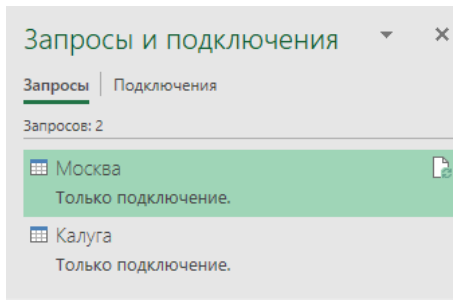 Запросы и подключения
Запросы | Подключения
Запросов: 2
Москва
Только подключение.
Калуга
Только подключение.